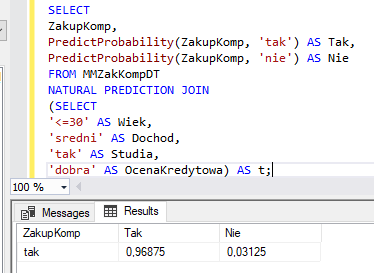 SELECT
ZakupKomp,
PredictProbability(ZakupKomp, 'tak') AS Tak,
PredictProbability(ZakupKomp, 'nie') AS Nie
FROM MMZakKompDT
NATURAL PREDICTION JOIN
(SELECT
'<=30' AS Wiek,
'sredni' AS Dochod,
'tak' AS Studia,
'dobra' AS OcenaKredytowa) AS t;
100 %
Messages Results
ZakupKomp Tak Nie
tak 0,96875 0,03125